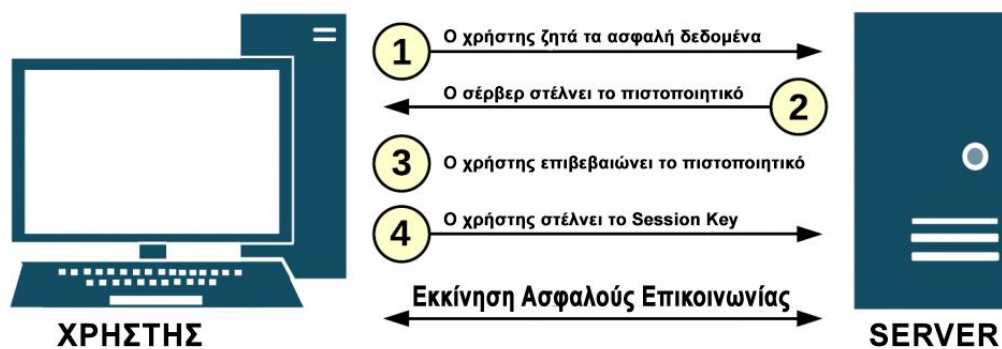 1 Ο χρήστης ζητά τα ασφαλή δεδομένα
Ο σέρβερ στέλνει το πιστοποιητικό 2
3 Ο χρήστης επιβεβαιώνει το πιστοποιητικό
4 Ο χρήστης στέλνει το Session Key
Εκκίνηση Ασφαλούς Επικοινωνίας
ΧΡΗΣΤΗΣ
SERVER